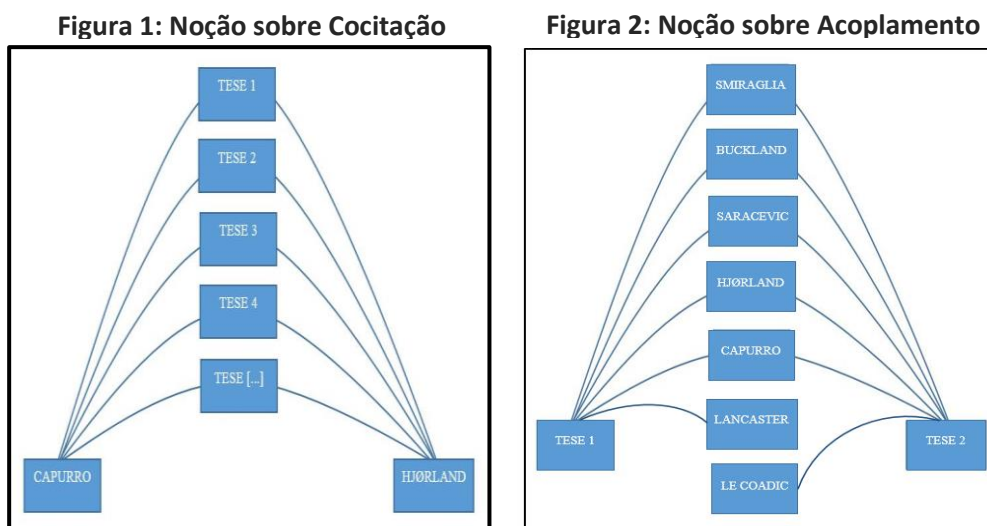 Figura 1: Noção sobre Cocitação
TESE 1
TESE 2
TESE 3
TESE 4
TESE [...]
CAPURRO
HJØRLAND
Figura 2: Noção sobre Acoplamento
SMIRAGLIA
BUCKLAND
SARACEVIC
HJØRLAND
CAPURRO
LANCASTER
TESE 1
TESE 2
LE COADIC